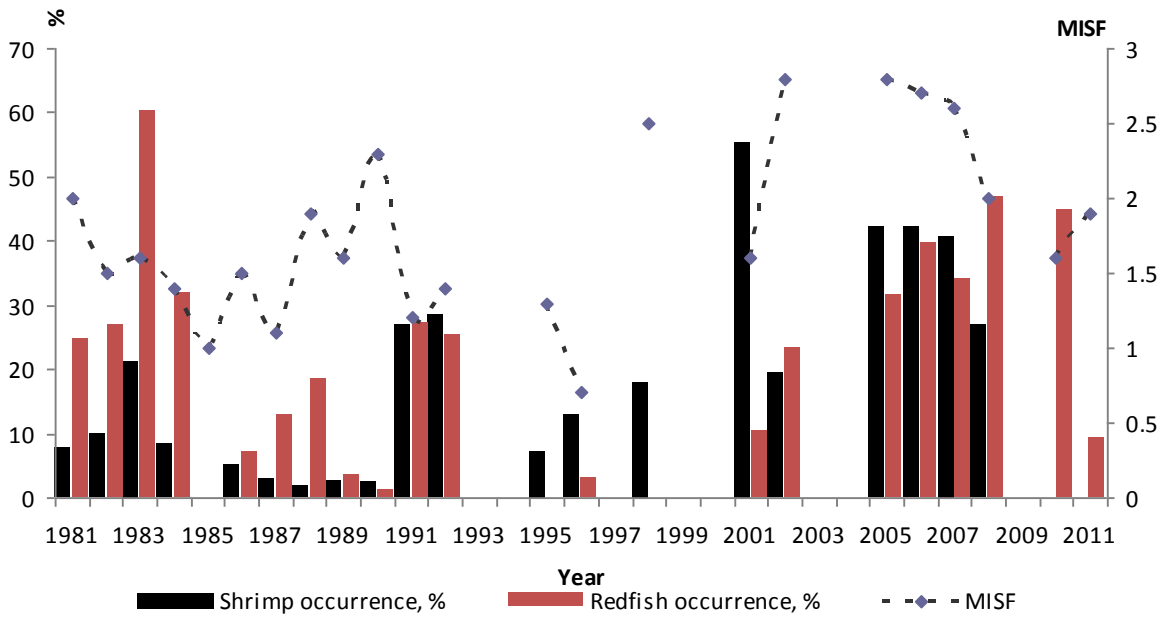 % MISF
70 3
60 2.5
50 2
40 1.5
30 1
20 0.5
10 0
0
1981 1983 1985 1987 1989 1991 1993 1995 1997 1999 2001 2003 2005 2007 2009 2011
Year
Shrimp occurrence, % Redfish occurrence, % MISF